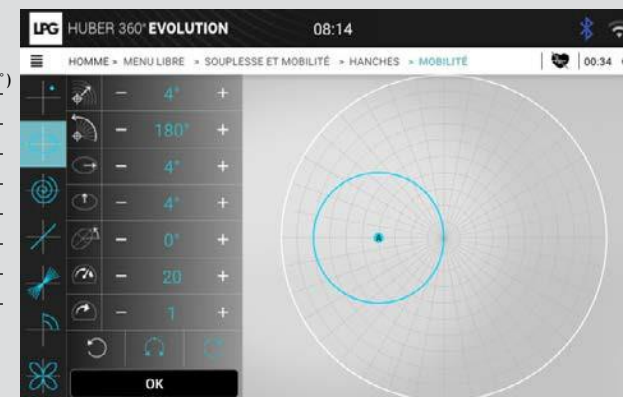 LPG HUBER 360° EVOLUTION 08:14
HOMME » MENU LIBRE » SOUPLESSE ET MOBILITÉ » HANCHES » MOBILITÉ 00:34
°)
- 4° +
- 180° +
- 4° +
- 4° +
- 0° +
- 20 +
- 1 +
A
OK